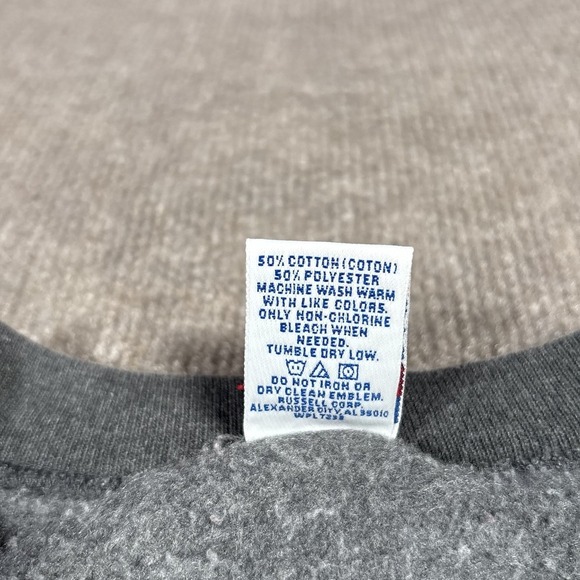 50% COTTON (COTON)
50% POLYESTER
MACHINE WASH WARM
WITH LIKE COLORS.
ONLY NON-CHLORINE
BLEACH WHEN
NEEDED.
TUMBLE DRY LOW.
DO NOT IRON OR
DRY CLEAN EMBLEM.
RUSSELL CORP.
ALEXANDER CITY, AL 35010
WPL 7238